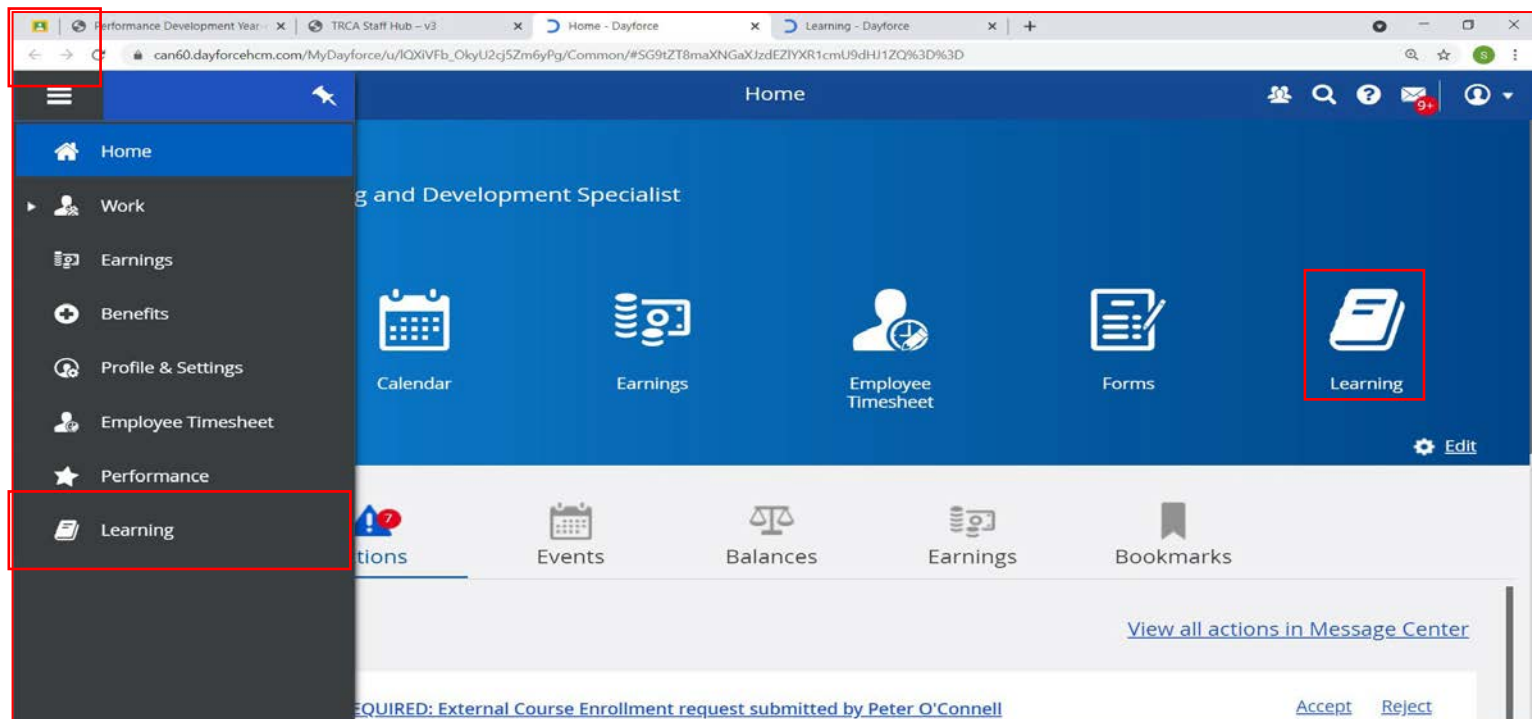 Performance Development Year-
TRCA Staff Hub – v3
Home - Dayforce
Learning - Dayforce
can60.dayforcehcm.com/MyDayforce/u/lQXiVFb_OkyU2cj5Zm6yPg/Common/#SG9tZT8maXNGaXJzdEZlYXR1cmU9dHJ1ZQ%3D%3D
S
Home
9+
Home
Work
Earnings
Benefits
Profile & Settings
Employee Timesheet
Performance
Learning
g and Development Specialist
Calendar
Earnings
Employee
Timesheet
Forms
Learning
Edit
7
tions
Events
Balances
Earnings
Bookmarks
View all actions in Message Center
EQUIRED: External Course Enrollment request submitted by Peter O'Connell
Accept
Reject